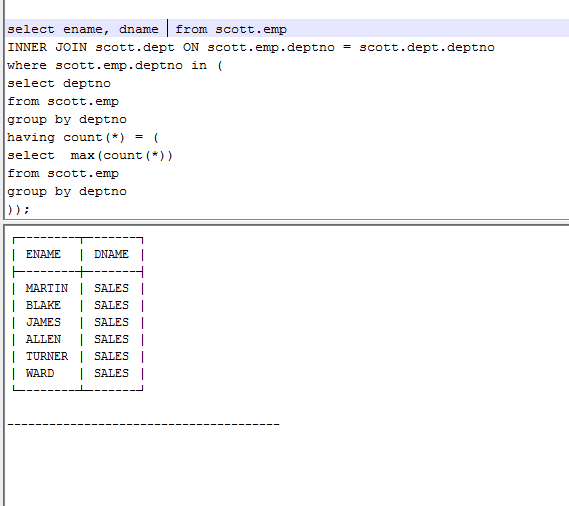 select ename, dname from scott.emp
INNER JOIN scott.dept ON scott.emp.deptno = scott.dept.deptno
where scott.emp.deptno in (
select deptno
from scott.emp
group by deptno
having count(*) = (
select  max(count(*))
from scott.emp
group by deptno
));
ENAME | DNAME
MARTIN | SALES
BLAKE | SALES
JAMES | SALES
ALLEN | SALES
TURNER | SALES
WARD | SALES